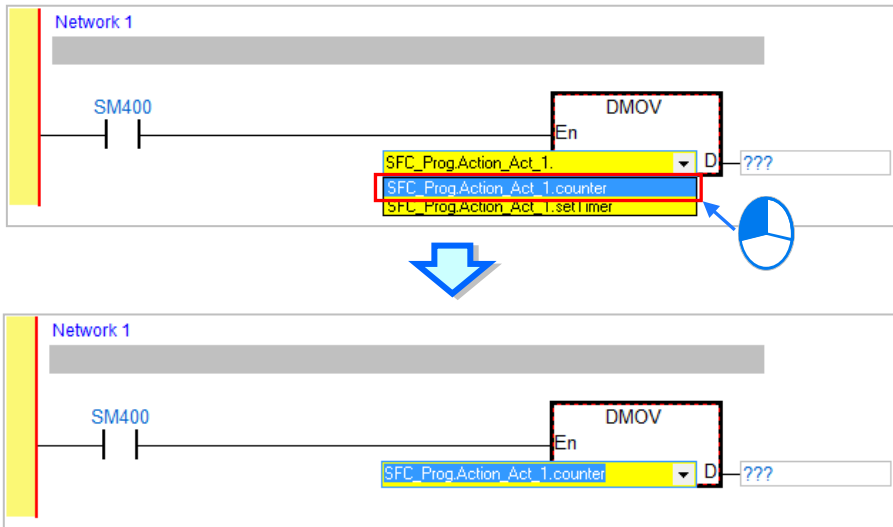 Network 1
SM400
DMOV
En
SFC_Prog.Action_Act_1.
D
???
SFC_Prog.Action_Act_1.counter
SFC_Prog.Action_Act_1.setTimer
Network 1
SM400
DMOV
En
SFC_Prog.Action_Act_1.counter
D
???